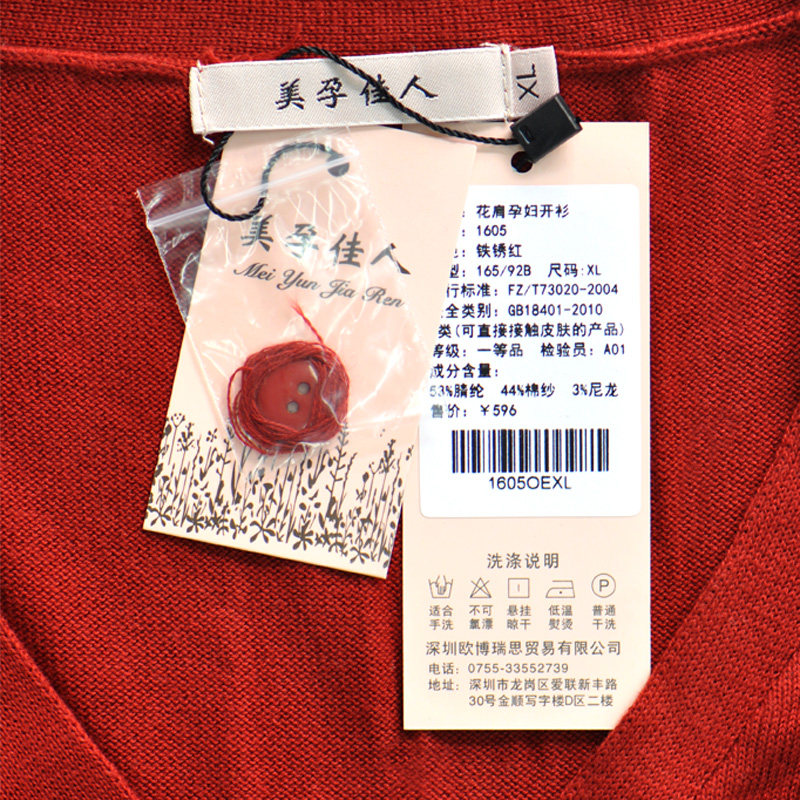 美孕佳人
XL
美孕佳人
Mei Yun Jia Ren
: 花肩孕妇开衫
: 1605
: 铁锈红
型: 165/92B 尺码: XL
行标准: FZ/T73020-2004
全类别: GB18401-2010
类(可直接接触皮肤的产品)
等级: 一等品 检验员: A01
成分含量:
53%腈纶 44%棉纱 3%尼龙
售价: ￥596
1605OEXL
洗涤说明
P
适合 不可 悬挂 低温 普通
手洗 氯漂 晾干 熨烫 干洗
深圳欧博瑞思贸易有限公司
电话: 0755-33552739
地址: 深圳市龙岗区爱联新丰路
30号金顺写字楼D区二楼